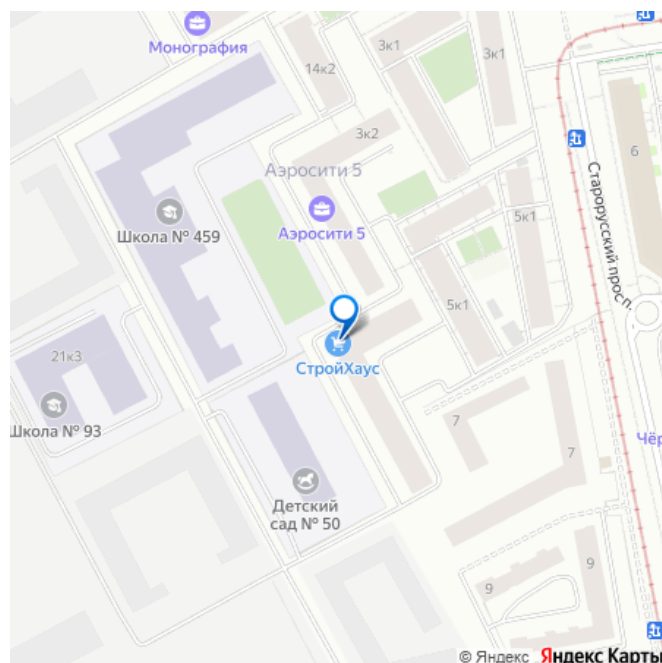 Монография
3к1
3к1
14к2
3к2
6
Аэросити 5
Аэросити 5
Старорусский просп.
Школа № 459
5к1
5к1
21к3
СтройХаус
Школа № 93
7
7
Чёр
Детский
сад № 50
9
9
© Яндекс Яндекс Карты